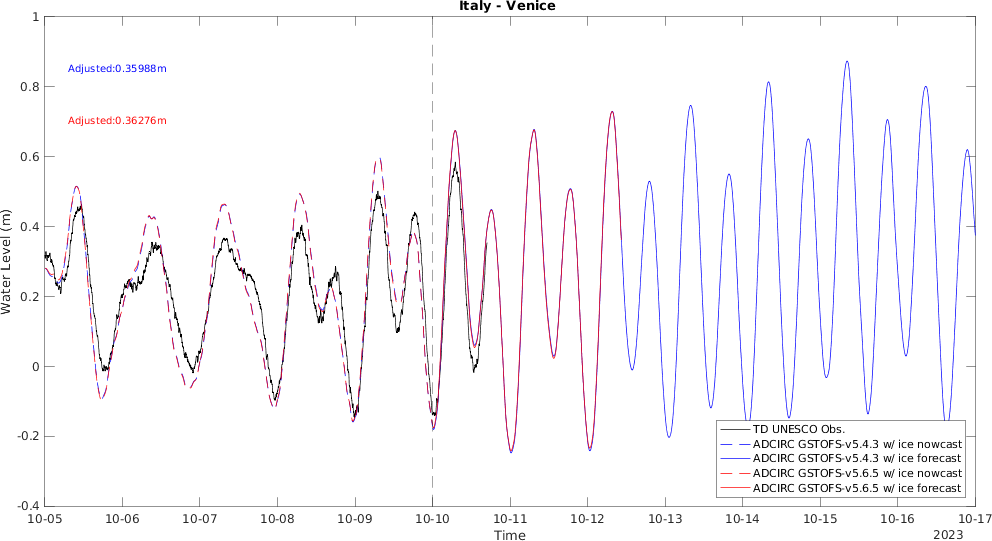 Italy - Venice
1
0.8
0.6
0.4
0.2
0
-0.2
-0.4
Water Level (m)
Adjusted:0.35988m
Adjusted:0.36276m
TD UNESCO Obs.
ADCIRC GSTOFS-v5.4.3 w/ ice nowcast
ADCIRC GSTOFS-v5.4.3 w/ ice forecast
ADCIRC GSTOFS-v5.6.5 w/ ice nowcast
ADCIRC GSTOFS-v5.6.5 w/ ice forecast
10-05 10-06 10-07 10-08 10-09 10-10 10-11 10-12 10-13 10-14 10-15 10-16 10-17
Time
2023